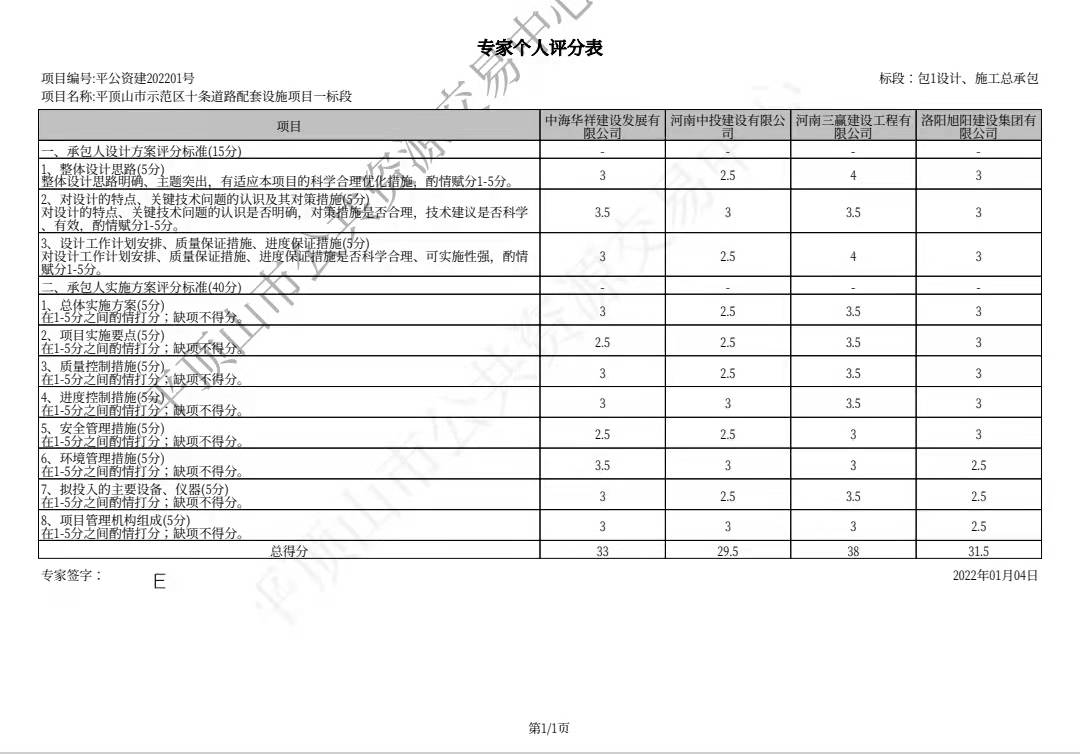 专家个人评分表
项目编号:平公资建202201号
标段：包1设计、施工总承包
项目名称:平顶山市示范区十条道路配套设施项目一标段
项目 中海华祥建设发展有限公司 河南中投建设有限公司 河南三赢建设工程有限公司 洛阳旭阳建设集团有限公司
一、承包人设计方案评分标准(15分) - - - -
1、整体设计思路(5分)
整体设计思路明确、主题突出，有适应本项目的科学合理优化措施，酌情赋分1-5分。 3 2.5 4 3
2、对设计的特点、关键技术问题的认识及其对策措施(5分)
对设计的特点、关键技术问题的认识是否明确，对策措施是否合理，技术建议是否科学
、有效，酌情赋分1-5分。 3.5 3 3.5 3
3、设计工作计划安排、质量保证措施、进度保证措施(5分)
对设计工作计划安排、质量保证措施、进度保证措施是否科学合理、可实施性强，酌情
赋分1-5分。 3 2.5 4 3
二、承包人实施方案评分标准(40分) - - - -
1、总体实施方案(5分)
在1-5分之间酌情打分；缺项不得分。 3 2.5 3.5 3
2、项目实施要点(5分)
在1-5分之间酌情打分；缺项不得分。 2.5 2.5 3.5 3
3、质量控制措施(5分)
在1-5分之间酌情打分；缺项不得分。 3 2.5 3.5 3
4、进度控制措施(5分)
在1-5分之间酌情打分；缺项不得分。 3 3 3.5 3
5、安全管理措施(5分)
在1-5分之间酌情打分；缺项不得分。 2.5 2.5 3 3
6、环境管理措施(5分)
在1-5分之间酌情打分；缺项不得分。 3.5 3 3 2.5
7、拟投入的主要设备、仪器(5分)
在1-5分之间酌情打分；缺项不得分。 3 2.5 3.5 2.5
8、项目管理机构组成(5分)
在1-5分之间酌情打分；缺项不得分。 3 3 3 2.5
总得分 33 29.5 38 31.5
专家签字： E
2022年01月04日
第1/1页
平顶山市公共资源交易中心
平顶山市公共资源交易中心